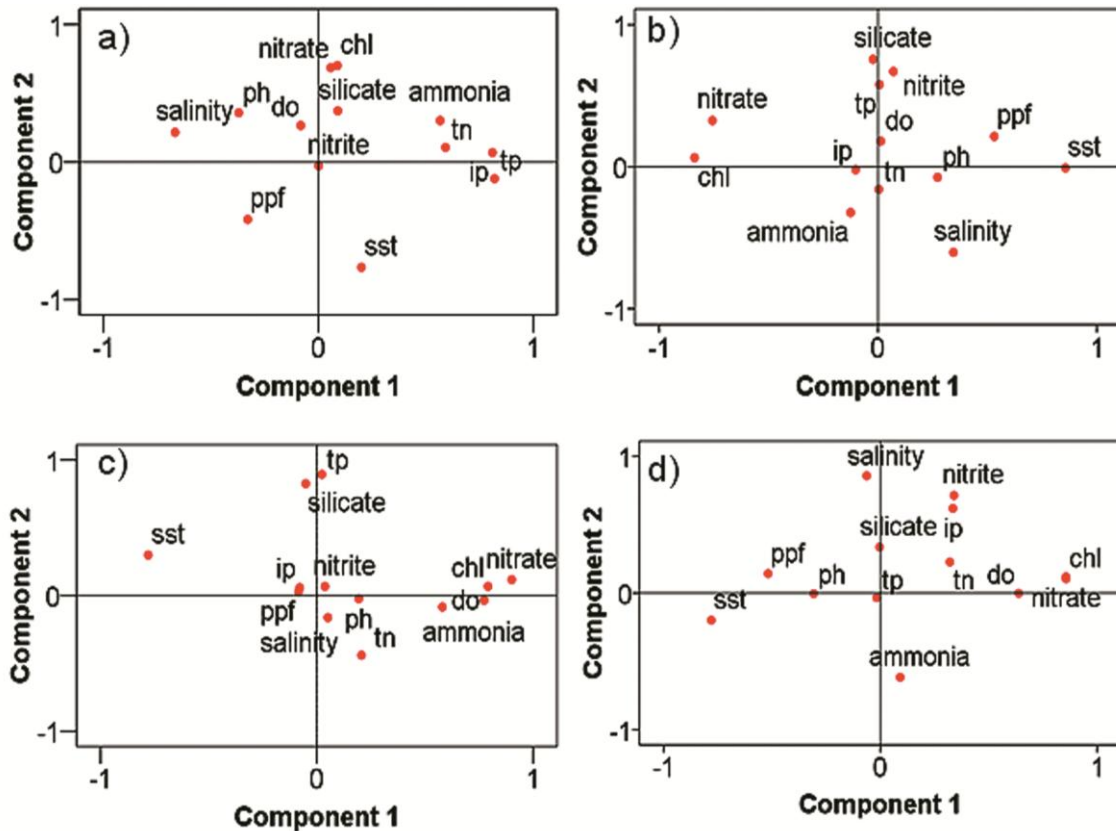 a)
nitrate chl
salinity ph do silicate ammonia
nitrite tn
ip tp
ppf
sst
1
0
-1
-1 0 1
Component 2
Component 1
b)
silicate
nitrate tp nitrite
do ppf
ip ph sst
chl tn
ammonia salinity
1
0
-1
-1 0 1
Component 2
Component 1
c)
tp
silicate
sst
ip nitrite chl nitrate
ppf ph do
salinity tn ammonia
1
0
-1
-1 0 1
Component 2
Component 1
d)
salinity nitrite
silicate ip
ppf ph tp tn do chl
sst nitrate
ammonia
1
0
-1
-1 0 1
Component 2
Component 1